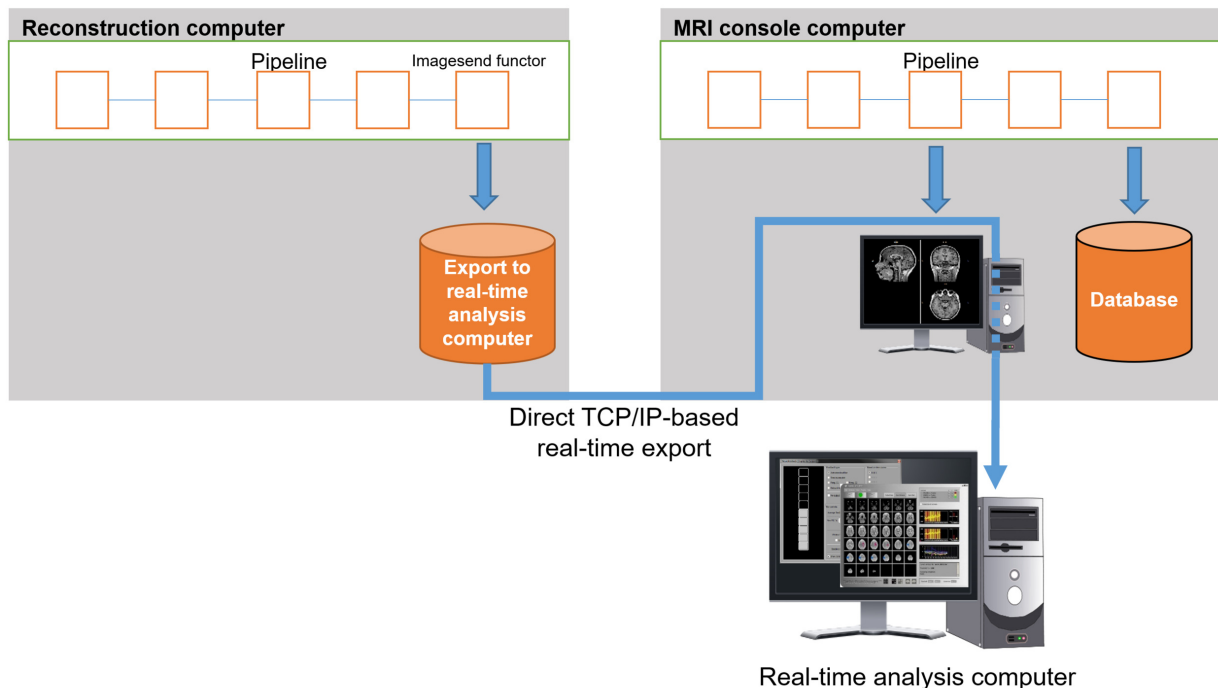 Reconstruction computer
Pipeline
Imagesend functor
Export to
real-time
analysis
computer
MRI console computer
Pipeline
Database
Direct TCP/IP-based
real-time export
Real-time analysis computer